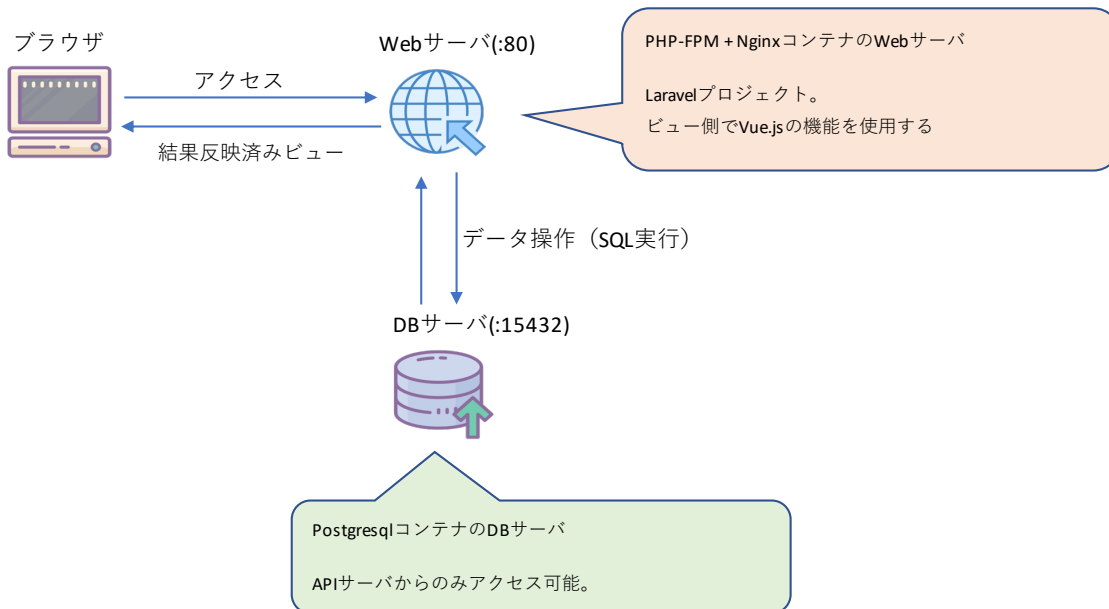 ブラウザ
Webサーバ(:80)
アクセス
結果反映済みビュー
PHP-FPM + NginxコンテナのWebサーバ
Laravelプロジェクト。
ビュー側でVue.jsの機能を使用する
データ操作（SQL実行）
DBサーバ(:15432)
PostgresqlコンテナのDBサーバ
APIサーバからのみアクセス可能。